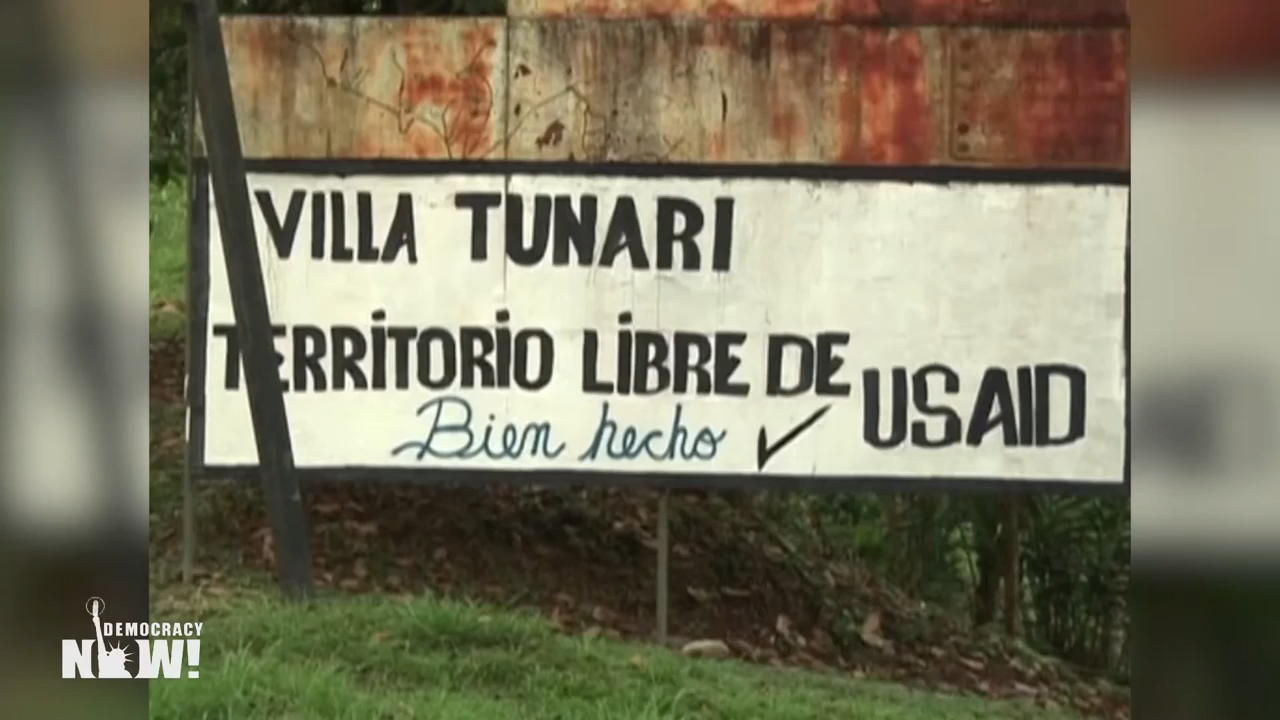 VILLA TUNARI
TERRITORIO LIBRE DE USAID
Bien hecho ✓
DEMOCRACY
NOW!